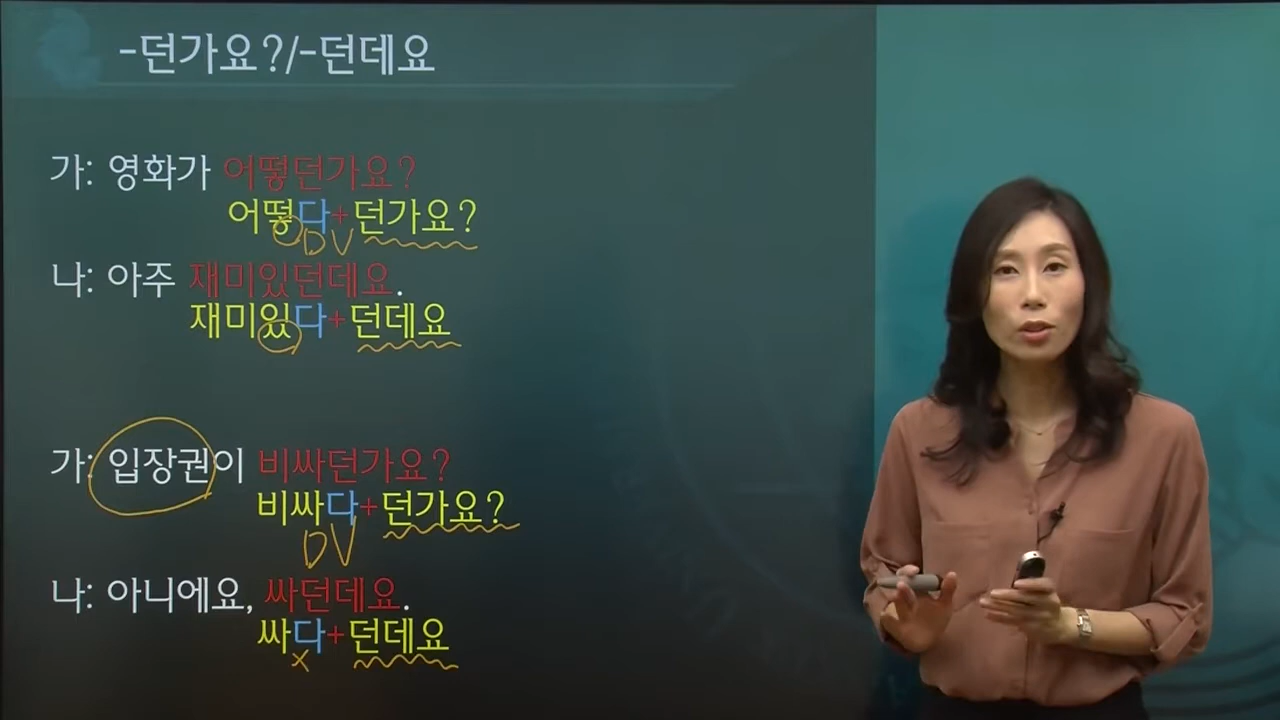 -던가요?/-던데요
가: 영화가 어떻던가요?
어떻다+던가요?
DV
나: 아주 재미있던데요.
재미있다+던데요
가: 입장권이 비싸던가요?
비싸다+던가요?
DV
나: 아니에요, 싸던데요.
싸다+던데요
x